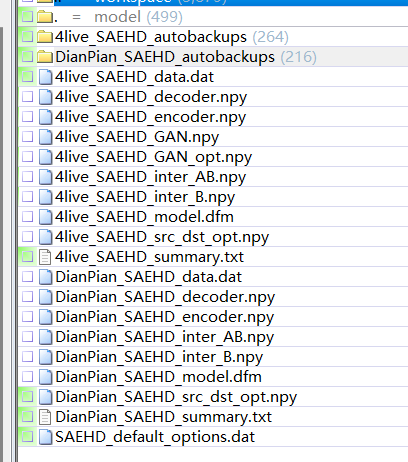 . = model (499)
4live_SAEHD_autobackups (264)
DianPian_SAEHD_autobackups (216)
4live_SAEHD_data.dat
4live_SAEHD_decoder.npy
4live_SAEHD_encoder.npy
4live_SAEHD_GAN.npy
4live_SAEHD_GAN_opt.npy
4live_SAEHD_inter_AB.npy
4live_SAEHD_inter_B.npy
4live_SAEHD_model.dfm
4live_SAEHD_src_dst_opt.npy
4live_SAEHD_summary.txt
DianPian_SAEHD_data.dat
DianPian_SAEHD_decoder.npy
DianPian_SAEHD_encoder.npy
DianPian_SAEHD_inter_AB.npy
DianPian_SAEHD_inter_B.npy
DianPian_SAEHD_model.dfm
DianPian_SAEHD_src_dst_opt.npy
DianPian_SAEHD_summary.txt
SAEHD_default_options.dat